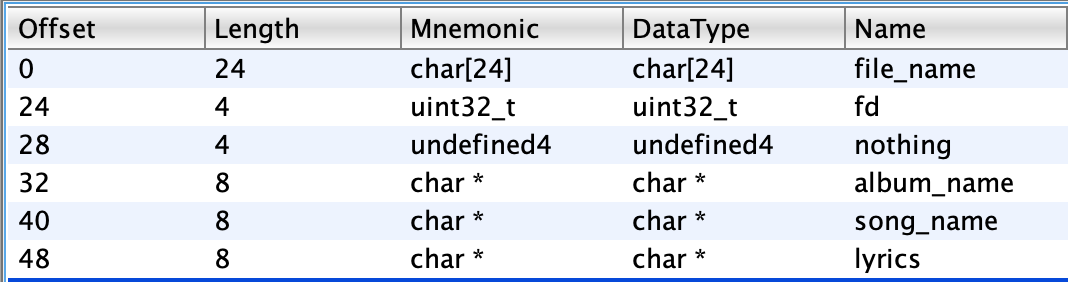 Offset Length Mnemonic DataType Name
0 24 char[24] char[24] file_name
24 4 uint32_t uint32_t fd
28 4 undefined4 undefined4 nothing
32 8 char * char * album_name
40 8 char * char * song_name
48 8 char * char * lyrics